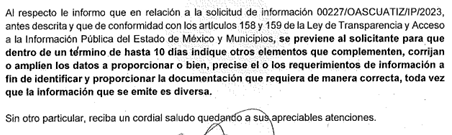 Al respecto le informo que en relación a la solicitud de información 00227/OASCUATIZ/IP/2023,
antes descrita y que de conformidad con los artículos 158 y 159 de la Ley de Transparencia y Acceso
a la Información Pública del Estado de México y Municipios, se previene al solicitante para que
dentro de un término de hasta 10 días indique otros elementos que complementen, corrijan
o amplien los datos a proporcionar o bien, precise el o los requerimientos de información a
fin de identificar y proporcionar la documentación que requiera de manera correcta, toda vez
que la información que se emite es diversa.
Sin otro particular, reciba un cordial saludo quedando a sus apreciables atenciones.